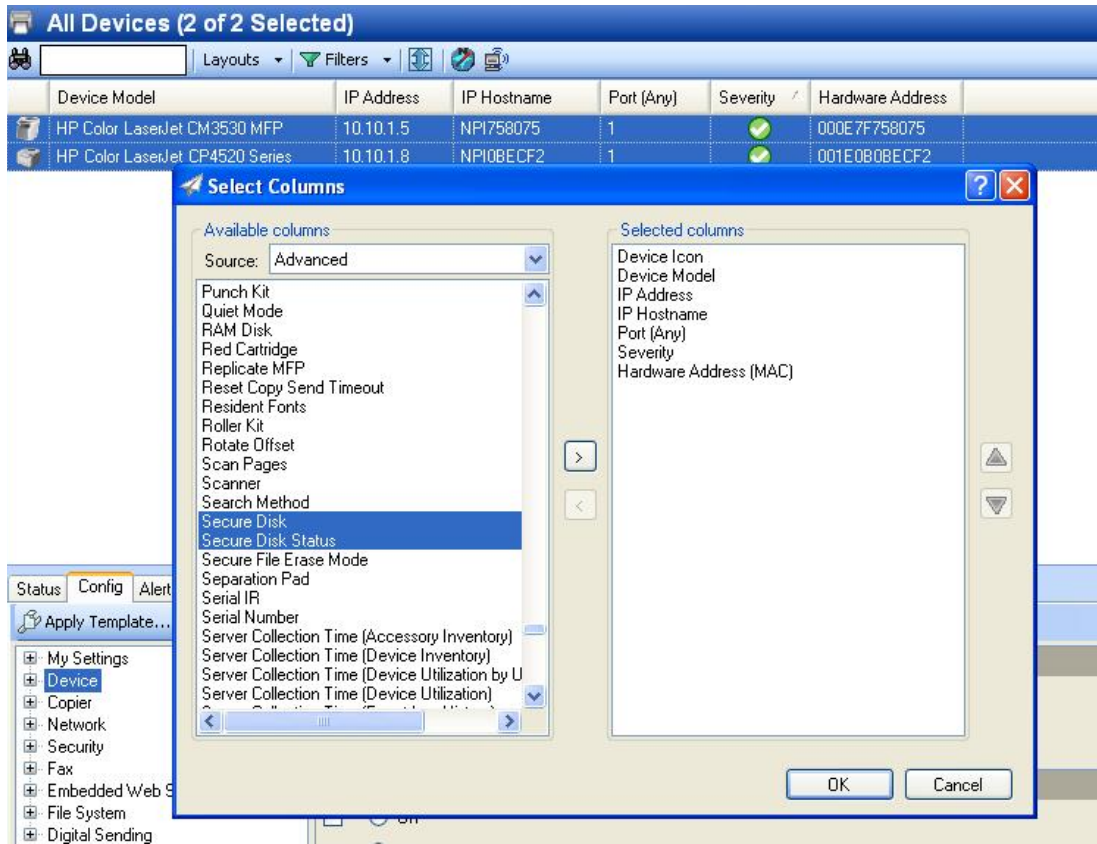 All Devices (2 of 2 Selected)
Layouts Filters
Device Model IP Address IP Hostname Port (Any) Severity Hardware Address
HP Color LaserJet CM3530 MFP 10.10.1.5 NPI758075 1 000E7F758075
HP Color LaserJet CP4520 Series 10.10.1.8 NPI0BECF2 1 001E0B0BECF2
Select Columns
Available columns
Source: Advanced
Punch Kit
Quiet Mode
RAM Disk
Red Cartridge
Replicate MFP
Reset Copy Send Timeout
Resident Fonts
Roller Kit
Rotate Offset
Scan Pages
Scanner
Search Method
Secure Disk
Secure Disk Status
Secure File Erase Mode
Separation Pad
Serial IR
Serial Number
Server Collection Time (Accessory Inventory)
Server Collection Time (Device Inventory)
Server Collection Time (Device Utilization by U
Server Collection Time (Device Utilization)
Selected columns
Device Icon
Device Model
IP Address
IP Hostname
Port (Any)
Severity
Hardware Address (MAC)
>
<
OK Cancel
Status Config Alert
Apply Template...
My Settings
Device
Copier
Network
Security
Fax
Embedded Web S
File System
Digital Sending